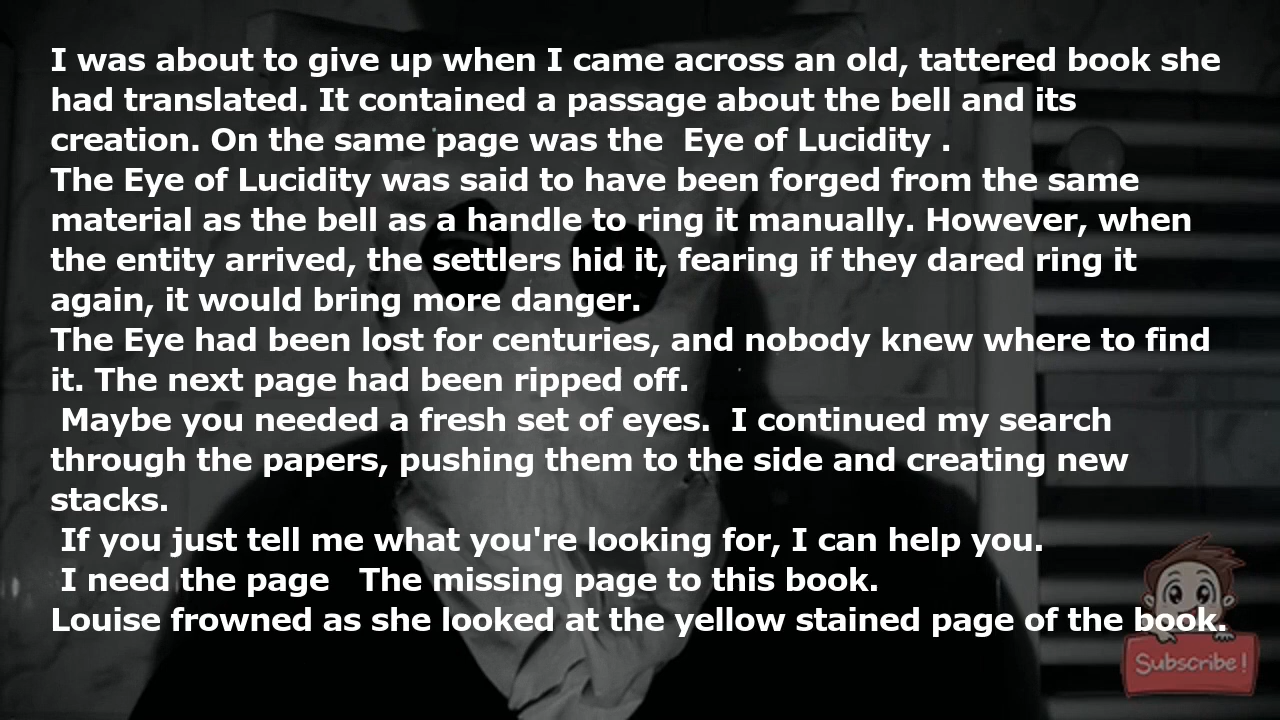 I was about to give up when I came across an old, tattered book she
had translated. It contained a passage about the bell and its
creation. On the same page was the  Eye of Lucidity .
The Eye of Lucidity was said to have been forged from the same
material as the bell as a handle to ring it manually. However, when
the entity arrived, the settlers hid it, fearing if they dared ring it
again, it would bring more danger.
The Eye had been lost for centuries, and nobody knew where to find
it. The next page had been ripped off.
Maybe you needed a fresh set of eyes.  I continued my search
through the papers, pushing them to the side and creating new
stacks.
If you just tell me what you're looking for, I can help you.
I need the page   The missing page to this book.
Louise frowned as she looked at the yellow stained page of the book.
Subscribe!